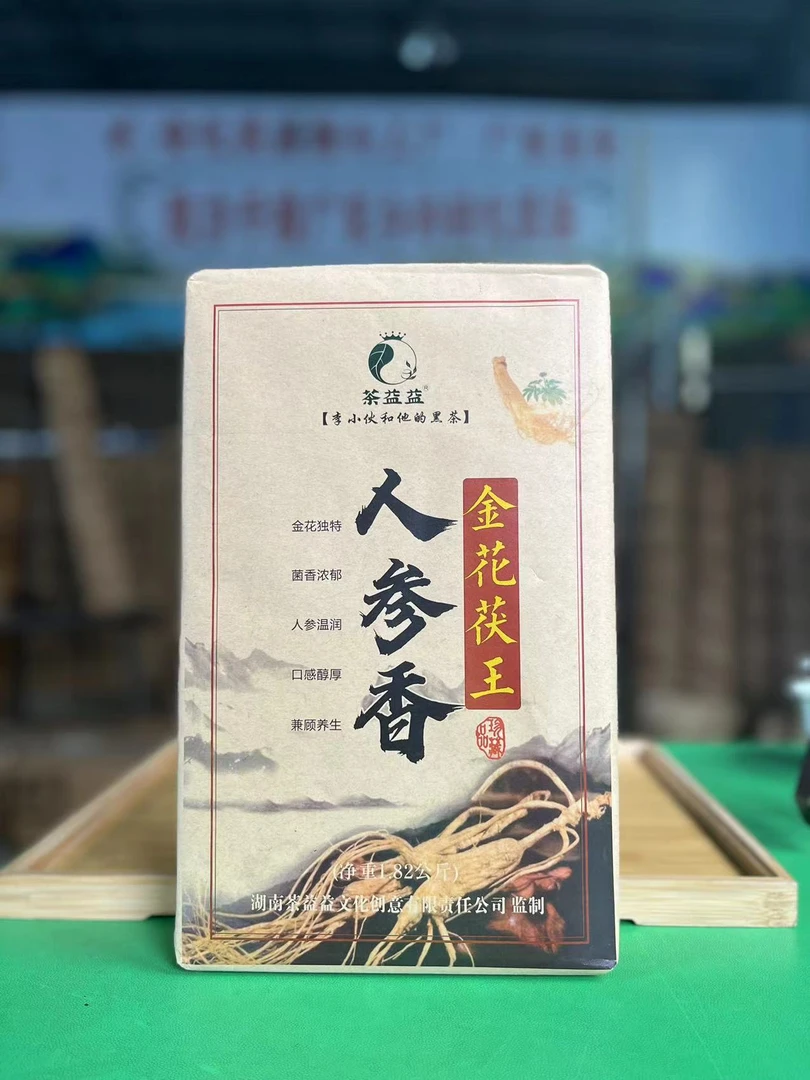 茶益益®
【李小伙和他的黑茶】
金花茯王
人参香
金花独特
菌香浓郁
人参温润
口感醇厚
兼顾养生
珍藏品
(净重1.82公斤)
湖南茶益益文化创意有限责任公司 监制